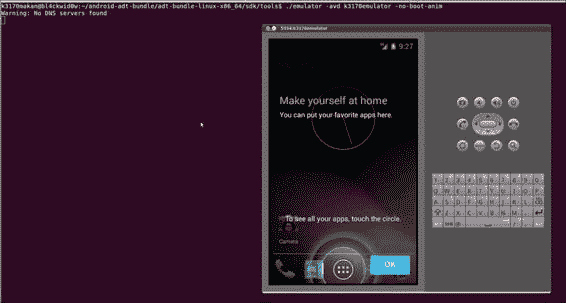 k3170makan@bl4ckwid0w:~/android-adt-bundle/adt-bundle-linux-x86_64/sdk/tools$ ./emulator -avd k3170emulator -no-boot-anim
Warning: No DNS servers found
5554:k3170emulator
9:27
Make yourself at home
You can put your favorite apps here.
To see all your apps, touch the circle.
Camera
OK